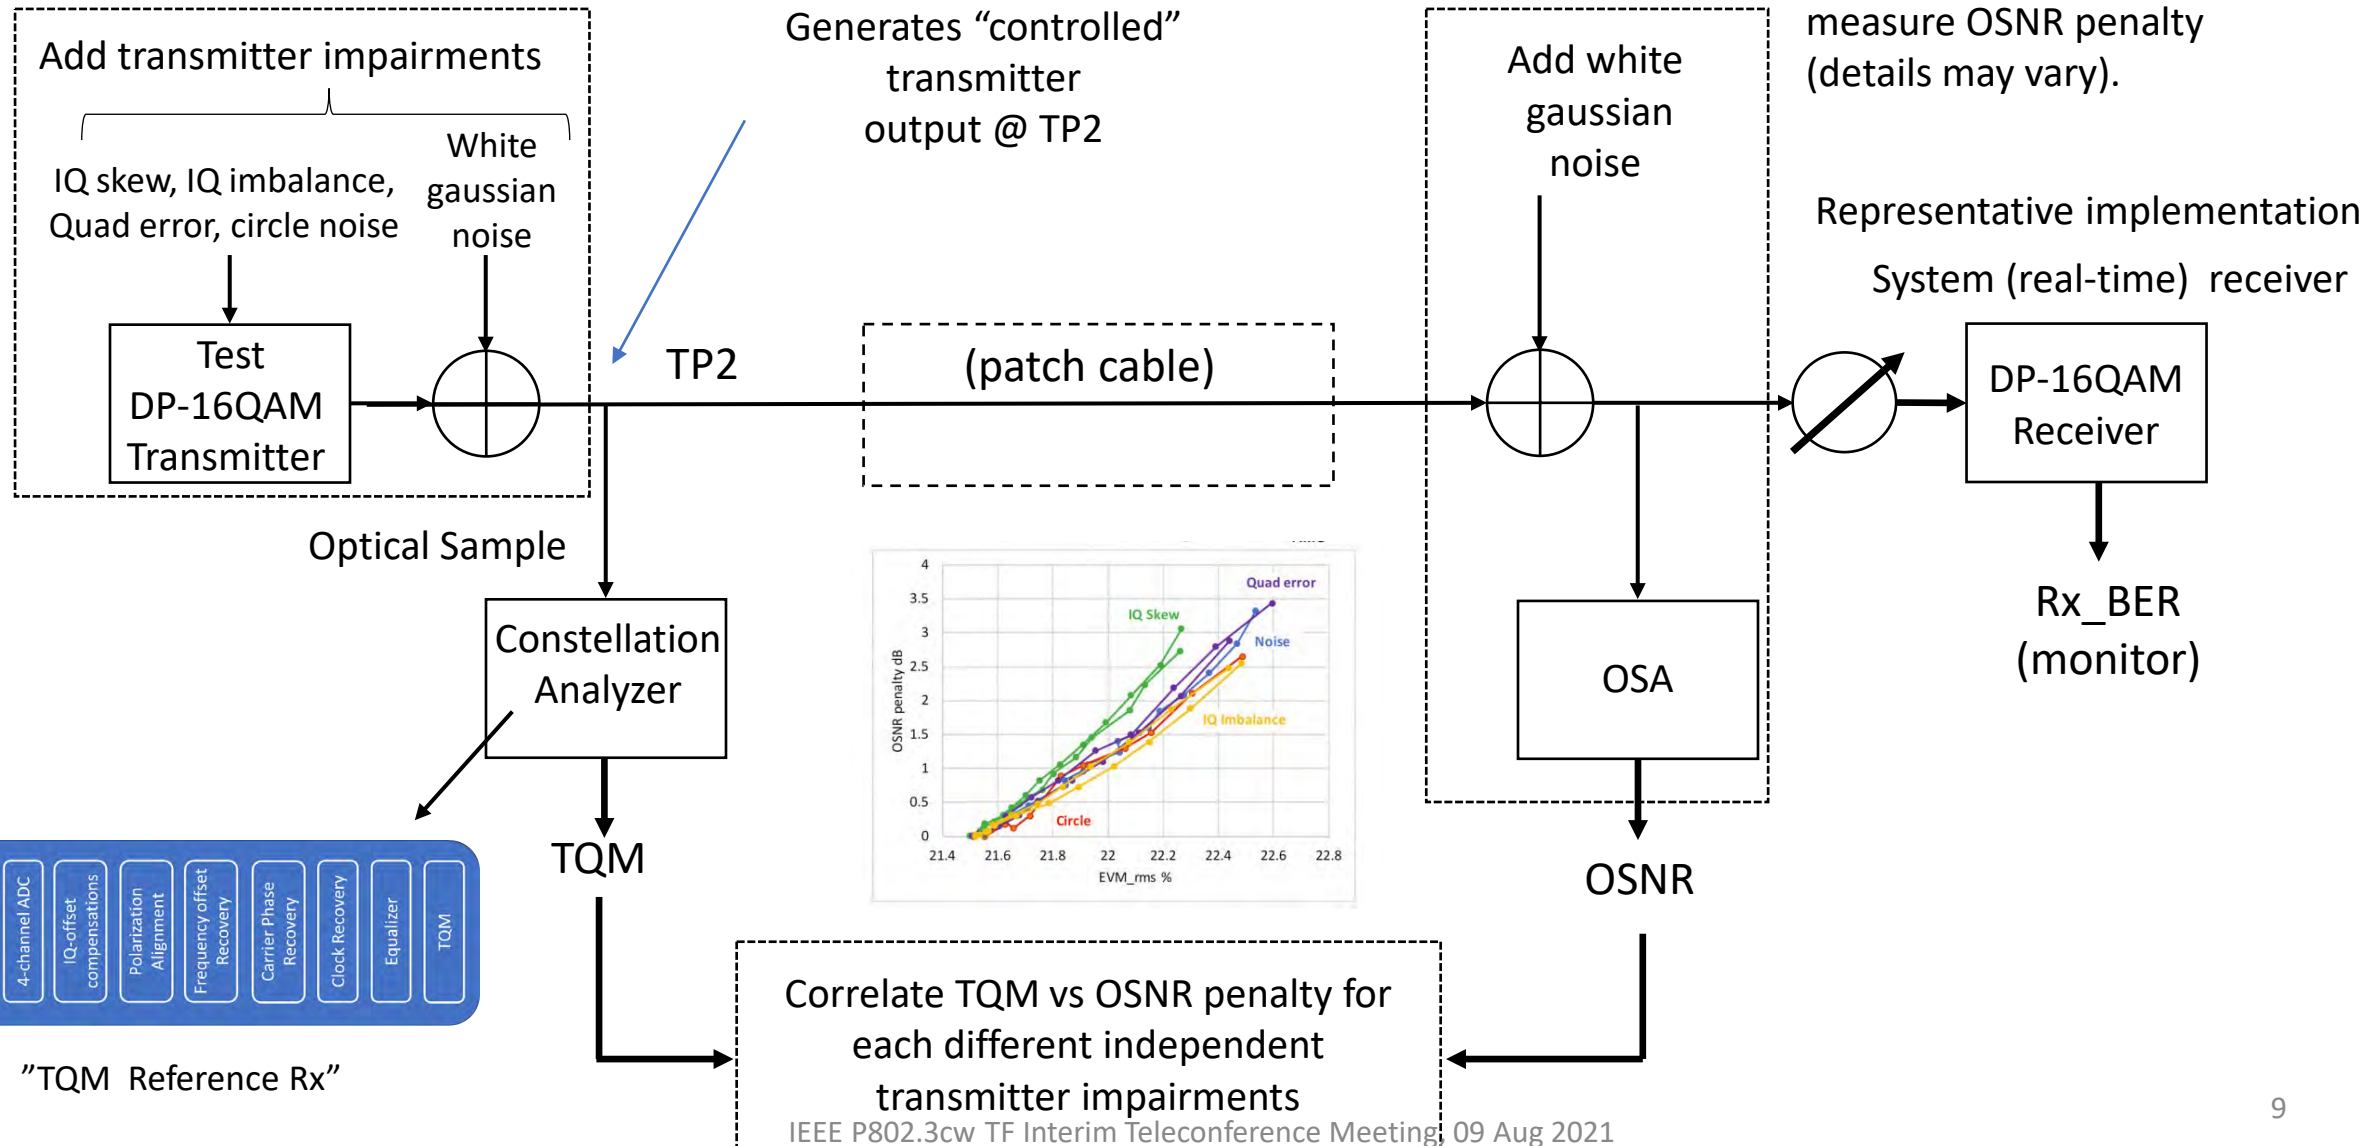 Add transmitter impairments
IQ skew, IQ imbalance,
Quad error, circle noise
White
gaussian
noise
Generates “controlled”
transmitter
output @ TP2
Add white
gaussian
noise
measure OSNR penalty
(details may vary).
Representative implementation
System (real-time) receiver
Test
DP-16QAM
Transmitter
TP2
(patch cable)
DP-16QAM
Receiver
Optical Sample
Constellation
Analyzer
4
3.5
3
2.5
2
1.5
1
0.5
0
OSNR penalty dB
21.4 21.6 21.8 22 22.2 22.4 22.6 22.8
EVM_rms %
Quad error
IQ Skew
Noise
IQ Imbalance
Circle
OSA
Rx_BER
(monitor)
TQM
OSNR
4-channel ADC
IQ-offset
compensations
Polarization
Alignment
Frequency offset
Recovery
Carrier Phase
Recovery
Clock Recovery
Equalizer
TQM
”TQM Reference Rx”
Correlate TQM vs OSNR penalty for
each different independent
transmitter impairments
IEEE P802.3cw TF Interim Teleconference Meeting, 09 Aug 2021
9